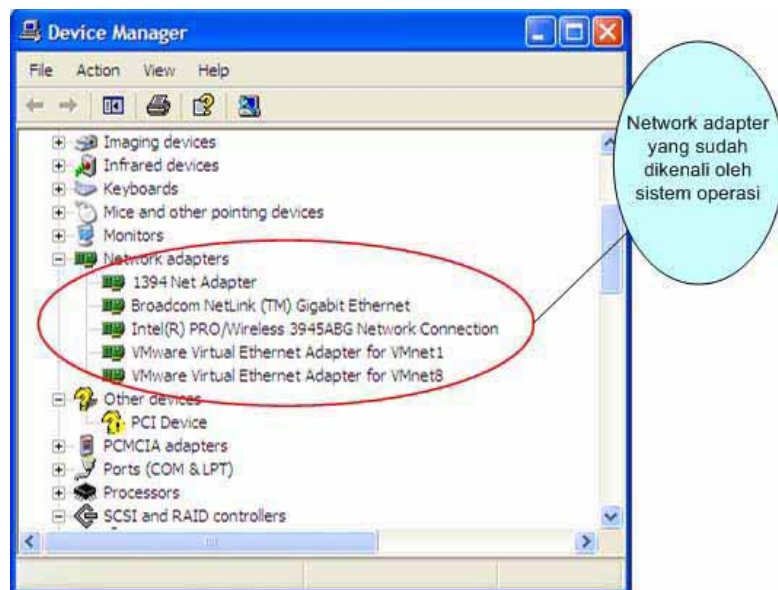 Device Manager
File Action View Help
Imaging devices
Infrared devices
Keyboards
Mice and other pointing devices
Monitors
Network adapters
1394 Net Adapter
Broadcom NetLink (TM) Gigabit Ethernet
Intel(R) PRO/Wireless 3945ABG Network Connection
VMware Virtual Ethernet Adapter for VMnet1
VMware Virtual Ethernet Adapter for VMnet8
Other devices
PCI Device
PCMCIA adapters
Ports (COM & LPT)
Processors
SCSI and RAID controllers
Network adapter
yang sudah
dikenali oleh
sistem operasi